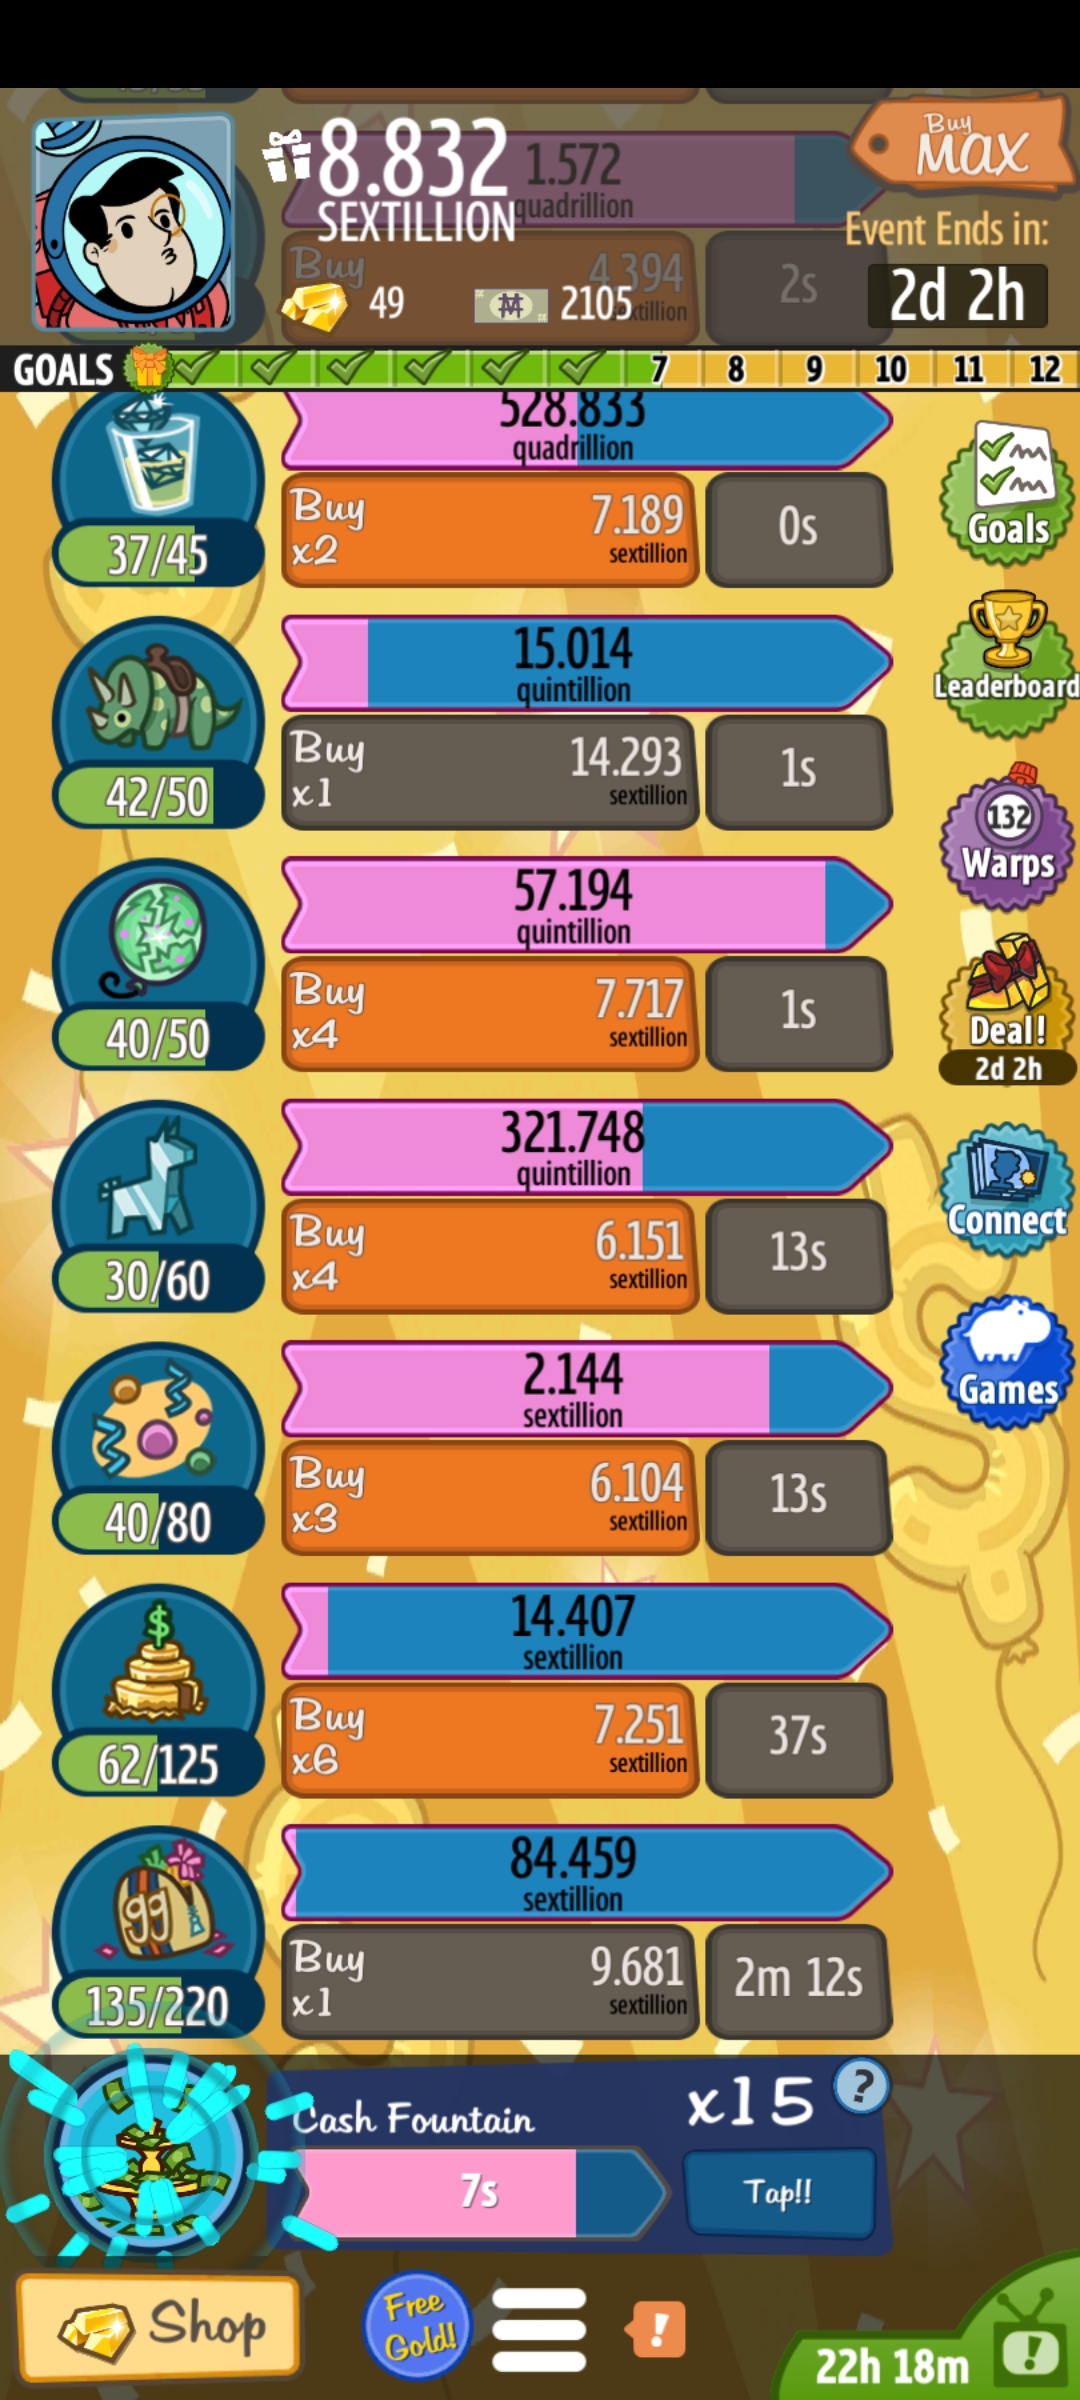 8.832
SEXTILLION
1.572
quadrillion
Buy
MAX
Event Ends in:
2d 2h
Buy
4.394
2s
49
2105
GOALS
7 8 9 10 11 12
528.833
quadrillion
37/45
Buy
x2
7.189
sextillion
0s
Goals
15.014
quintillion
42/50
Buy
x1
14.293
sextillion
1s
Leaderboard
132
Warps
57.194
quintillion
40/50
Buy
x4
7.717
sextillion
1s
Deal!
2d 2h
321.748
quintillion
30/60
Buy
x4
6.151
sextillion
13s
Connect
Games
2.144
sextillion
40/80
Buy
x3
6.104
sextillion
13s
$
14.407
sextillion
62/125
Buy
x6
7.251
sextillion
37s
99
84.459
sextillion
135/220
Buy
x1
9.681
sextillion
2m 12s
Cash Fountain
x15
?
7s
Tap!!
Shop
Free
Gold!
!
22h 18m
!